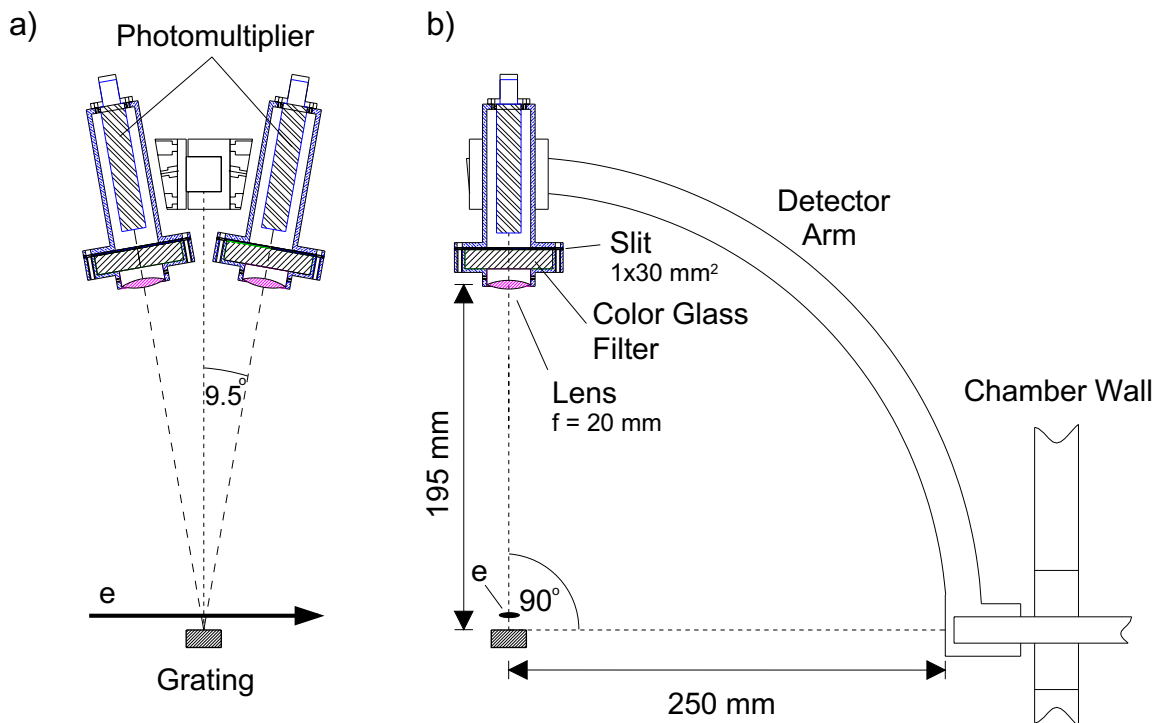 a)
Photomultiplier
9.5°
e
Grating
b)
Detector
Arm
Slit
1x30 mm²
Color Glass
Filter
Lens
f = 20 mm
Chamber Wall
195 mm
e
90°
250 mm